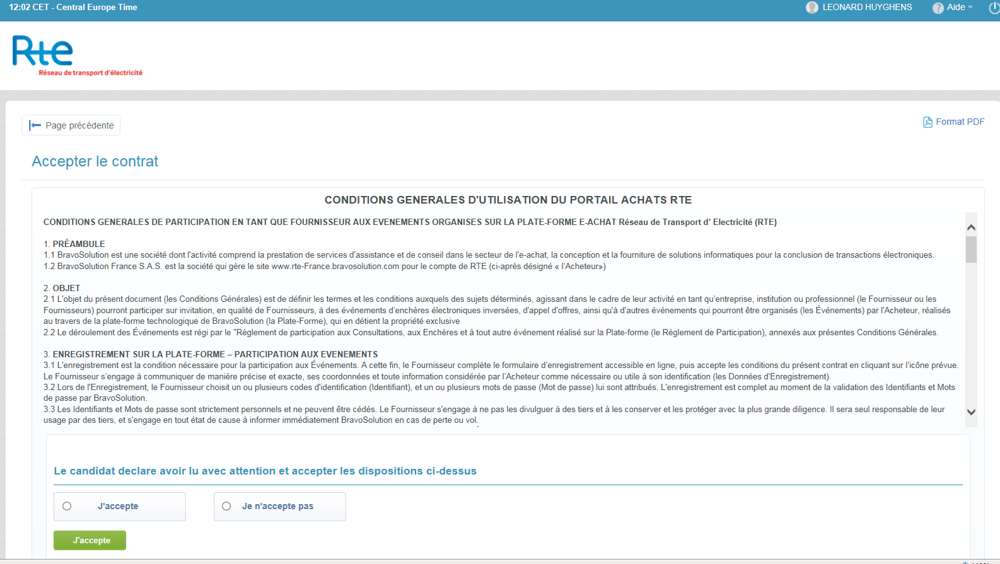 12:02 CET - Central Europe Time
LEONARD HUYGHENS
? Aide
Rte
Réseau de transport d'électricité
Page précédente
Format PDF
Accepter le contrat
CONDITIONS GENERALES D'UTILISATION DU PORTAIL ACHATS RTE
CONDITIONS GENERALES DE PARTICIPATION EN TANT QUE FOURNISSEUR AUX EVENEMENTS ORGANISES SUR LA PLATE-FORME E-ACHAT Réseau de Transport d' Electricité (RTE)
1. PRÉAMBULE
1.1 BravoSolution est une société dont l'activité comprend la prestation de services d'assistance et de conseil dans le secteur de l'e-achat, la conception et la fourniture de solutions informatiques pour la conclusion de transactions électroniques.
1.2 BravoSolution France S.A.S. est la société qui gère le site www.rte-France.bravosolution.com pour le compte de RTE (ci-après désigné « l'Acheteur»)
2. OBJET
2.1 L'objet du présent document (les Conditions Générales) est de définir les termes et les conditions auxquels des sujets déterminés, agissant dans le cadre de leur activité en tant qu'entreprise, institution ou professionnel (le Fournisseur ou les
Fournisseurs) pourront participer sur invitation, en qualité de Fournisseurs, à des événements d'enchères électroniques inversées, d'appel d'offres, ainsi qu'à d'autres événements qui pourront être organisés (les Événements) par l'Acheteur, réalisés
au travers de la plate-forme technologique de BravoSolution (la Plate-Forme), qui en détient la propriété exclusive
2.2 Le déroulement des Événements est régi par le "Règlement de participation aux Consultations, aux Enchères et à tout autre événement réalisé sur la Plate-forme (le Règlement de Participation), annexés aux présentes Conditions Générales.
3. ENREGISTREMENT SUR LA PLATE-FORME – PARTICIPATION AUX EVENEMENTS
3.1 L'enregistrement est la condition nécessaire pour la participation aux Événements. A cette fin, le Fournisseur complète le formulaire d'enregistrement accessible en ligne, puis accepte les conditions du présent contrat en cliquant sur l'icône prévue.
Le Fournisseur s'engage à communiquer de manière précise et exacte, ses coordonnées et toute information considérée par l'Acheteur comme nécessaire ou utile à son identification (les Données d'Enregistrement).
3.2 Lors de l'Enregistrement, le Fournisseur choisit un ou plusieurs codes d'identification (Identifiant), et un ou plusieurs mots de passe (Mot de passe) lui sont attribués. L'enregistrement est complet au moment de la validation des Identifiants et Mots
de passe par BravoSolution.
3.3 Les Identifiants et Mots de passe sont strictement personnels et ne peuvent être cédés. Le Fournisseur s'engage à ne pas les divulguer à des tiers et à les conserver et les protéger avec la plus grande diligence. Il sera seul responsable de leur
usage par des tiers, et s'engage en tout état de cause à informer immédiatement BravoSolution en cas de perte ou vol.
Le candidat declare avoir lu avec attention et accepter les dispositions ci-dessus
J'accepte
Je n'accepte pas
J'accepte